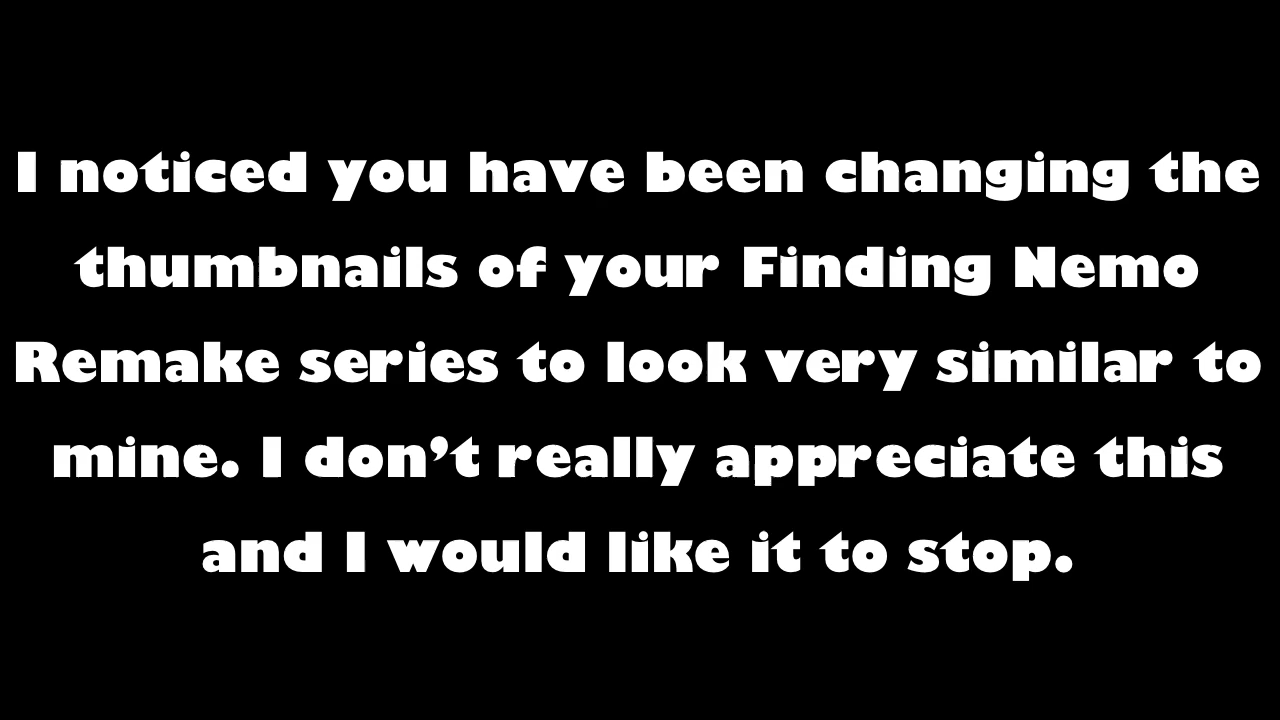 I noticed you have been changing the
thumbnails of your Finding Nemo
Remake series to look very similar to
mine. I don’t really appreciate this
and I would like it to stop.